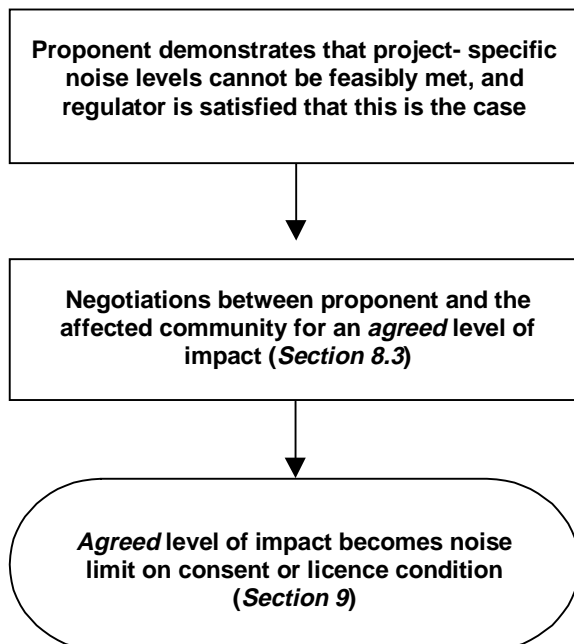 Proponent demonstrates that project- specific
noise levels cannot be feasibly met, and
regulator is satisfied that this is the case
Negotiations between proponent and the
affected community for an agreed level of
impact (Section 8.3)
Agreed level of impact becomes noise
limit on consent or licence condition
(Section 9)